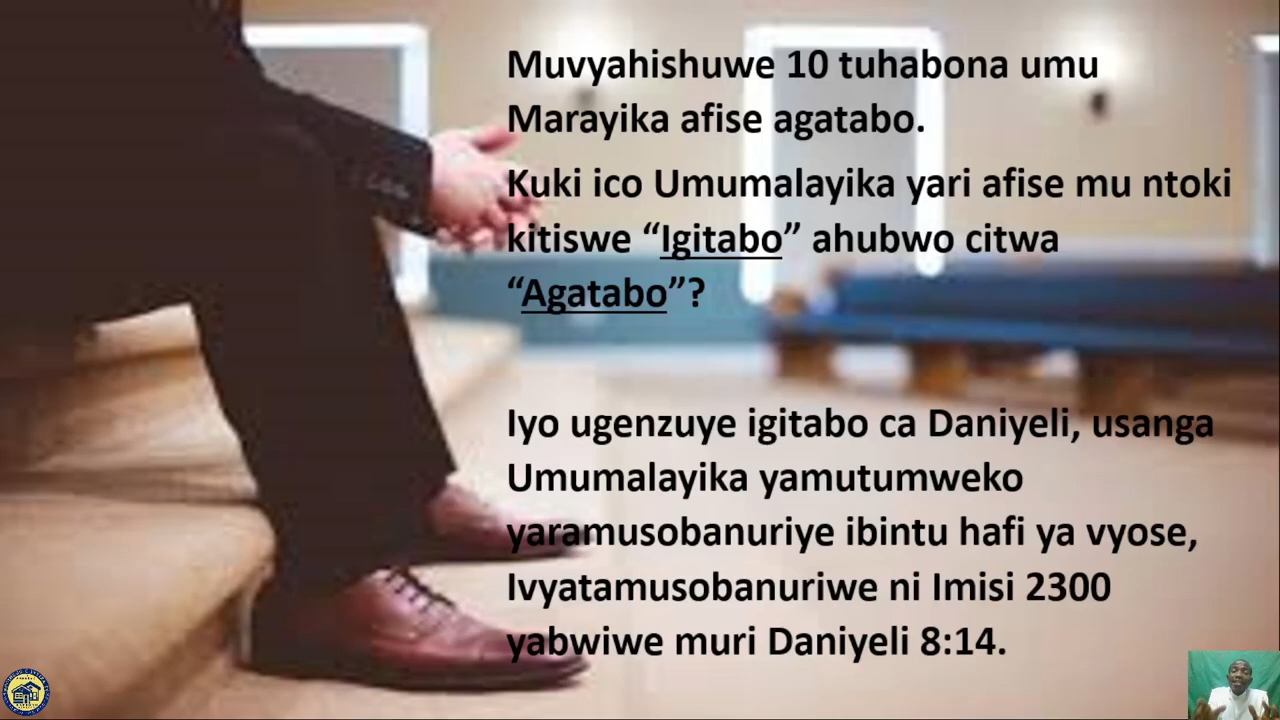 Muvyahishuwe 10 tuhabona umu
Marayika afise agatabo.
Kuki ico Umumalayika yari afise mu ntoki
kitiswe “Igitabo” ahubwo citwa
“Agatabo”?
Iyo ugenzuye igitabo ca Daniyeli, usanga
Umumalayika yamutumweko
yaramusobanuriye ibintu hafi ya vyose,
Ivyatamusobanuriwe ni Imisi 2300
yabwiwe muri Daniyeli 8:14.